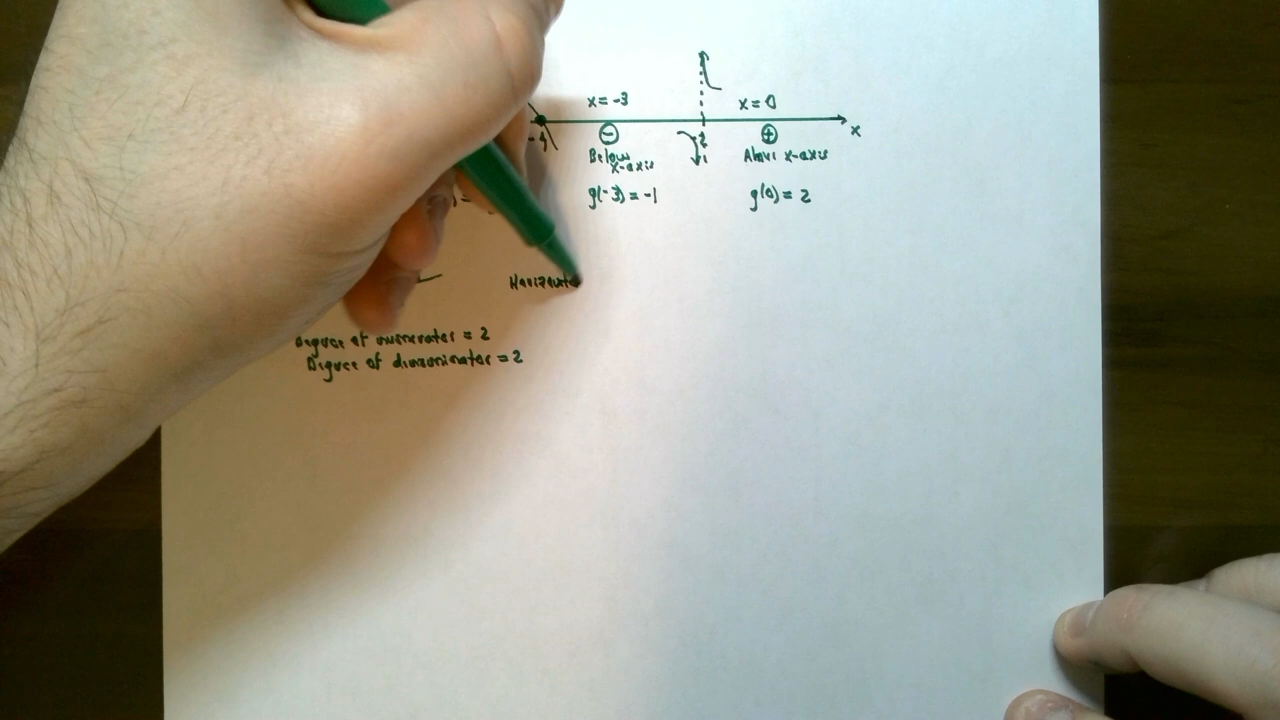 x = -3 x = 0
x
-4 - -2 +
Below Above x-axis
x-axis
g(-3) = -1 g(0) = 2
Horizonta
Degree of numerator = 2
Degree of denominator = 2